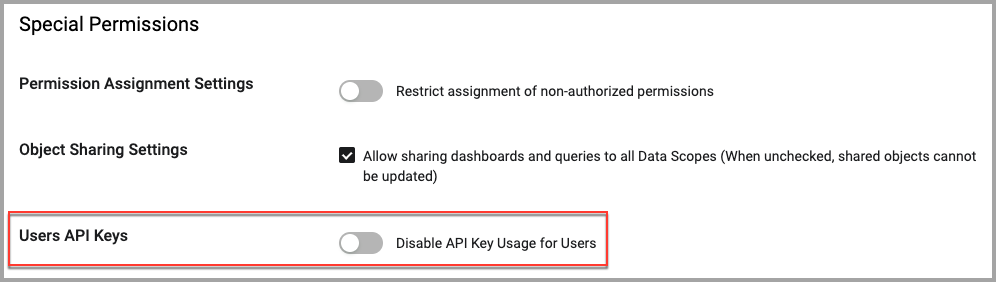 Special Permissions
Permission Assignment Settings
Restrict assignment of non-authorized permissions
Object Sharing Settings
Allow sharing dashboards and queries to all Data Scopes (When unchecked, shared objects cannot
be updated)
Users API Keys
Disable API Key Usage for Users